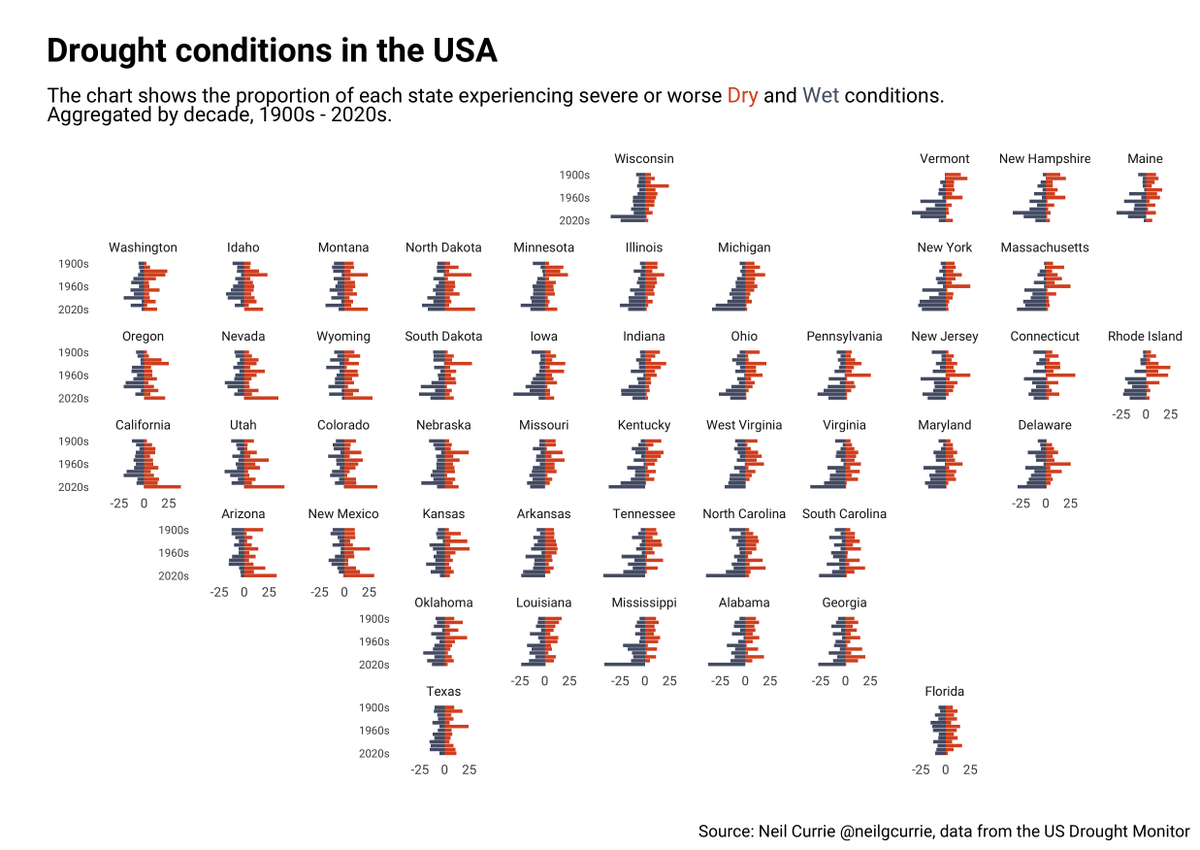 Drought conditions in the USA
The chart shows the proportion of each state experiencing severe or worse Dry and Wet conditions.
Aggregated by decade, 1900s - 2020s.
Wisconsin Vermont New Hampshire Maine
1900s
1960s
2020s
Washington Idaho Montana North Dakota Minnesota Illinois Michigan New York Massachusetts
1900s
1960s
2020s
Oregon Nevada Wyoming South Dakota Iowa Indiana Ohio Pennsylvania New Jersey Connecticut Rhode Island
1900s
1960s
2020s
-25 0 25
California Utah Colorado Nebraska Missouri Kentucky West Virginia Virginia Maryland Delaware
1900s
1960s
2020s
-25 0 25 -25 0 25
Arizona New Mexico Kansas Arkansas Tennessee North Carolina South Carolina
1900s
1960s
2020s
-25 0 25 -25 0 25
Oklahoma Louisiana Mississippi Alabama Georgia
1900s
1960s
2020s
-25 0 25 -25 0 25 -25 0 25 -25 0 25
Texas Florida
1900s
1960s
2020s
-25 0 25 -25 0 25
Source: Neil Currie @neilgcurrie, data from the US Drought Monitor